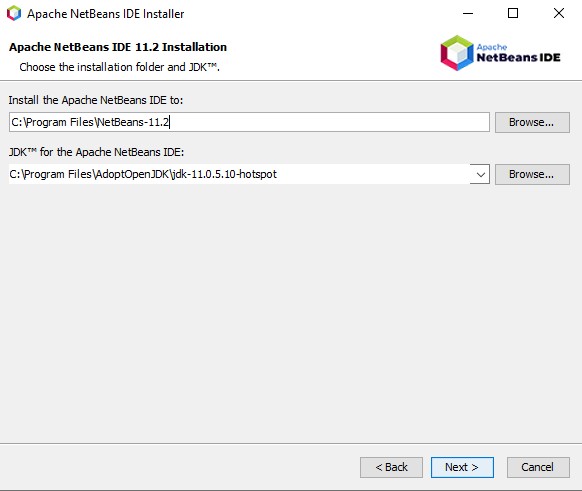 Apache NetBeans IDE Installer
Apache NetBeans IDE 11.2 Installation
Choose the installation folder and JDK™.
Apache
NetBeans IDE
Install the Apache NetBeans IDE to:
C:\Program Files\NetBeans-11.2
Browse...
JDK™ for the Apache NetBeans IDE:
C:\Program Files\AdoptOpenJDK\jdk-11.0.5.10-hotspot
Browse...
< Back
Next >
Cancel